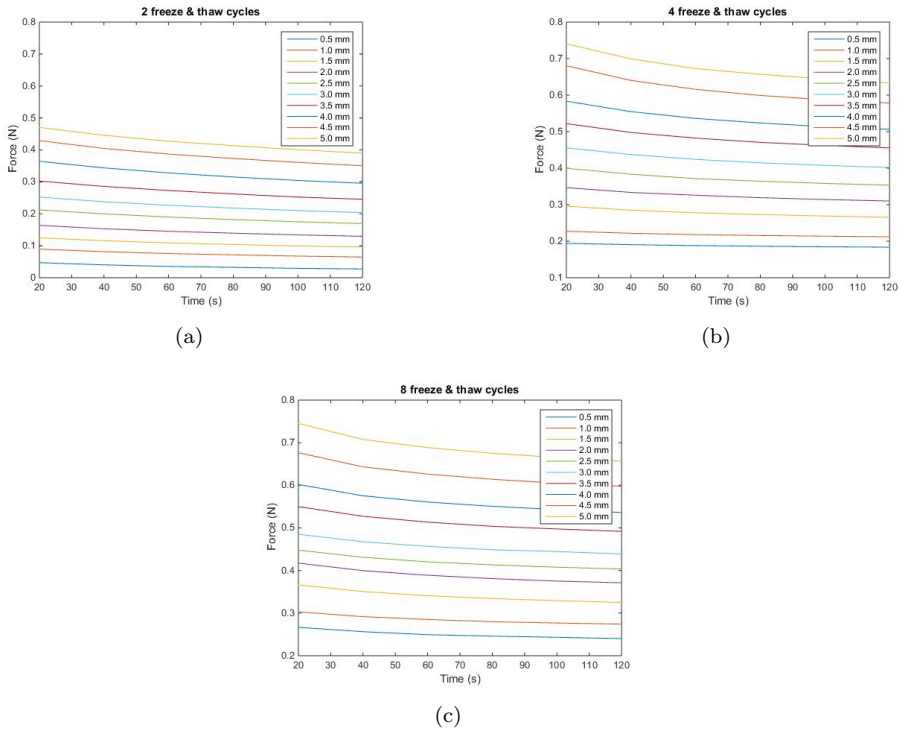 2 freeze & thaw cycles
0.8
0.7
0.6
0.5
0.4
0.3
0.2
0.1
0
Force (N)
0.5 mm
1.0 mm
1.5 mm
2.0 mm
2.5 mm
3.0 mm
3.5 mm
4.0 mm
4.5 mm
5.0 mm
20 30 40 50 60 70 80 90 100 110 120
Time (s)
(a)
4 freeze & thaw cycles
0.8
0.7
0.6
0.5
0.4
0.3
0.2
0.1
Force (N)
0.5 mm
1.0 mm
1.5 mm
2.0 mm
2.5 mm
3.0 mm
3.5 mm
4.0 mm
4.5 mm
5.0 mm
20 30 40 50 60 70 80 90 100 110 120
Time (s)
(b)
8 freeze & thaw cycles
0.8
0.7
0.6
0.5
0.4
0.3
0.2
Force (N)
0.5 mm
1.0 mm
1.5 mm
2.0 mm
2.5 mm
3.0 mm
3.5 mm
4.0 mm
4.5 mm
5.0 mm
20 30 40 50 60 70 80 90 100 110 120
Time (s)
(c)